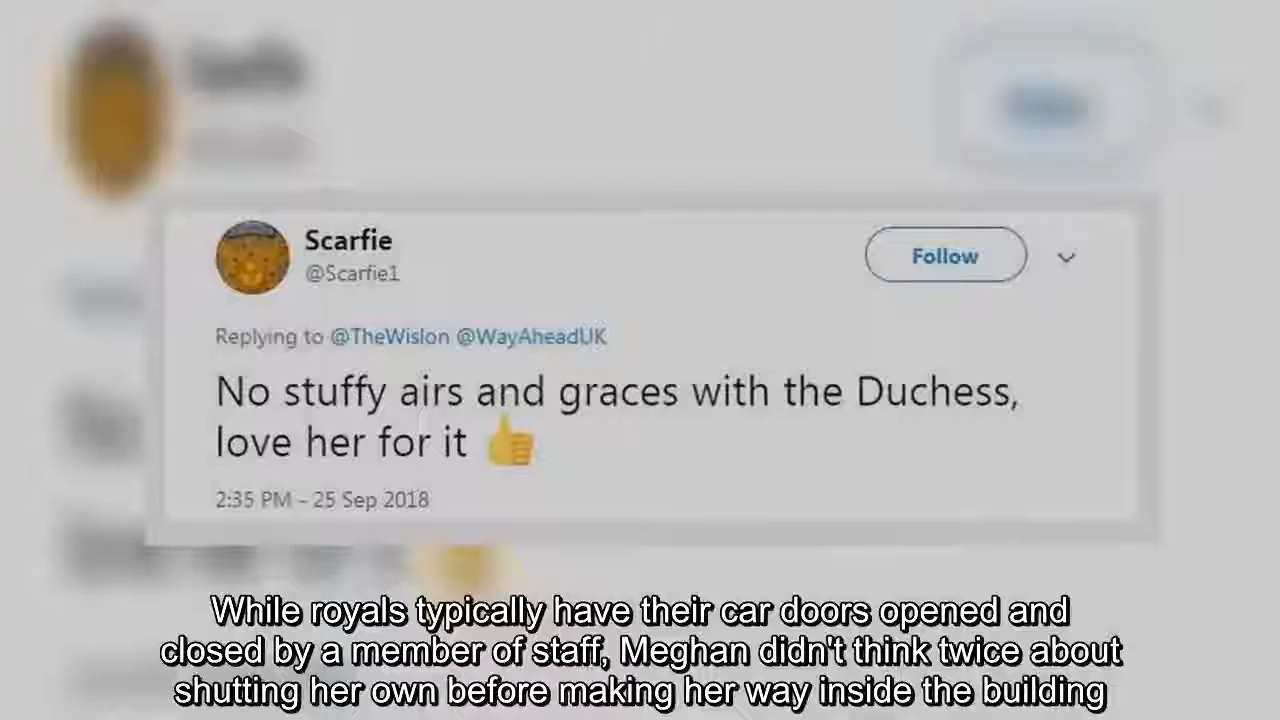 Scarfie
@Scarfie1
Follow
Replying to @TheWislon @WayAheadUK
No stuffy airs and graces with the Duchess,
love her for it 👍
2:35 PM - 25 Sep 2018
While royals typically have their car doors opened and
closed by a member of staff, Meghan didn't think twice about
shutting her own before making her way inside the building